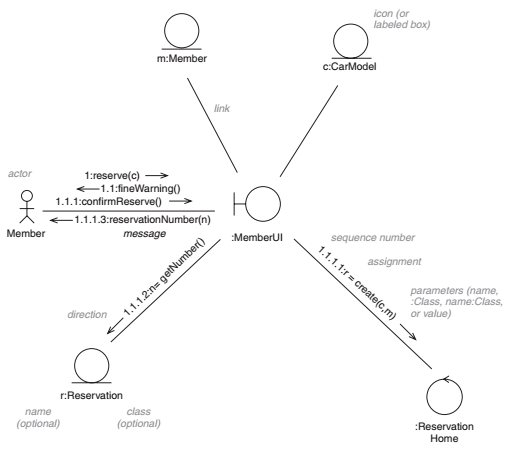 icon (or
labeled box)
m:Member
c:CarModel
link
actor
1:reserve(c)
1.1:fineWarning()
1.1.1:confirmReserve()
1.1.1.3:reservationNumber(n)
Member
message
:MemberUI
sequence number
1.1.1.2:n= getNumber()
1.1.1.1:r = create(c,m)
assignment
parameters (name,
:Class, name:Class,
or value)
direction
r:Reservation
name
(optional)
class
(optional)
:Reservation
Home